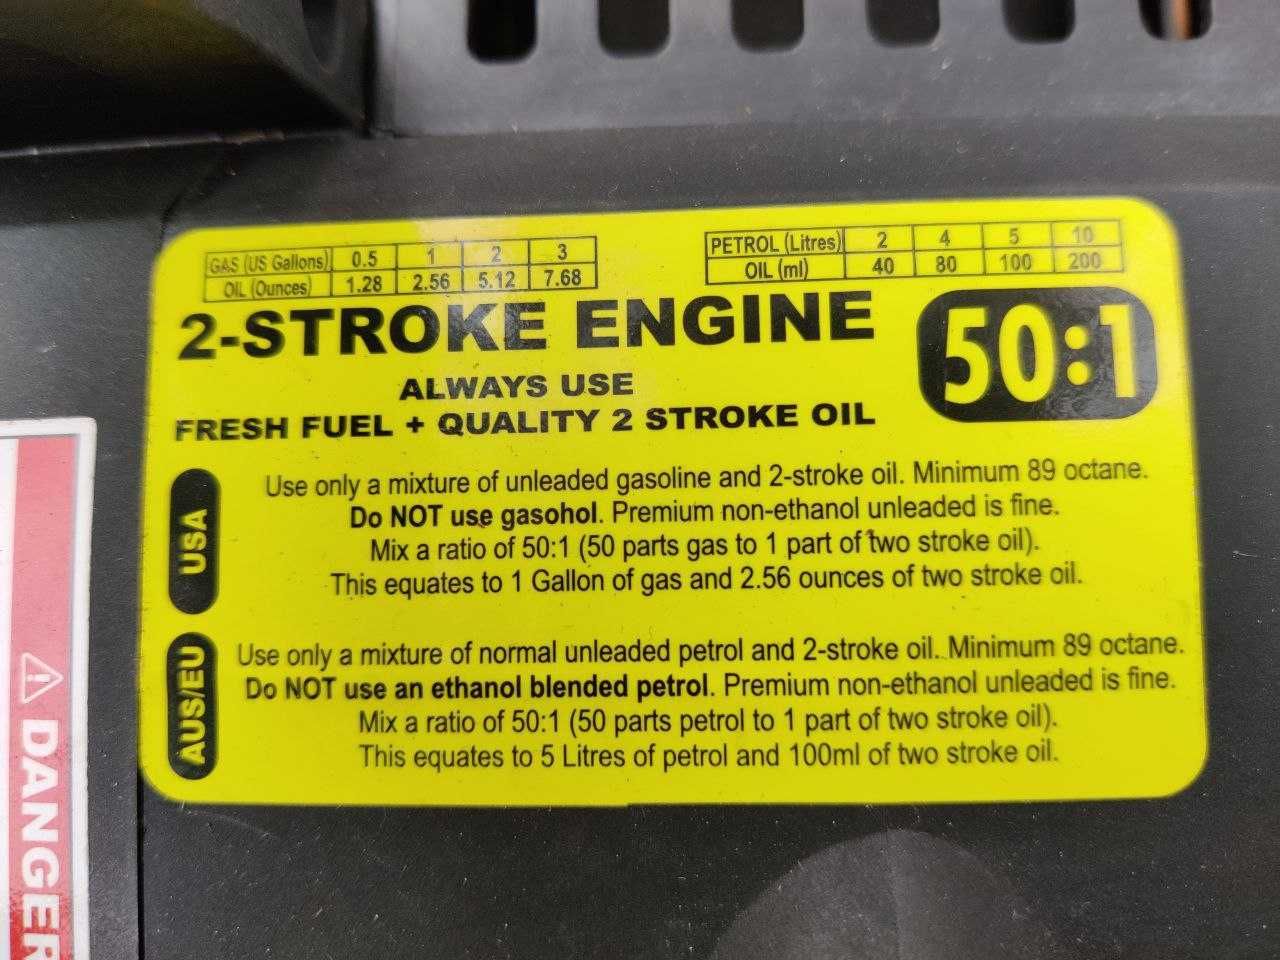 GAS (US Gallons) 0.5 1 2 3
OIL (Ounces) 1.28 2.56 5.12 7.68
PETROL (Litres) 2 4 5 10
OIL (ml) 40 80 100 200
2-STROKE ENGINE
50:1
ALWAYS USE
FRESH FUEL + QUALITY 2 STROKE OIL
USA
Use only a mixture of unleaded gasoline and 2-stroke oil. Minimum 89 octane.
Do NOT use gasohol. Premium non-ethanol unleaded is fine.
Mix a ratio of 50:1 (50 parts gas to 1 part of two stroke oil).
This equates to 1 Gallon of gas and 2.56 ounces of two stroke oil.
AUS/EU
Use only a mixture of normal unleaded petrol and 2-stroke oil. Minimum 89 octane.
Do NOT use an ethanol blended petrol. Premium non-ethanol unleaded is fine.
Mix a ratio of 50:1 (50 parts petrol to 1 part of two stroke oil).
This equates to 5 Litres of petrol and 100ml of two stroke oil.
DANGER